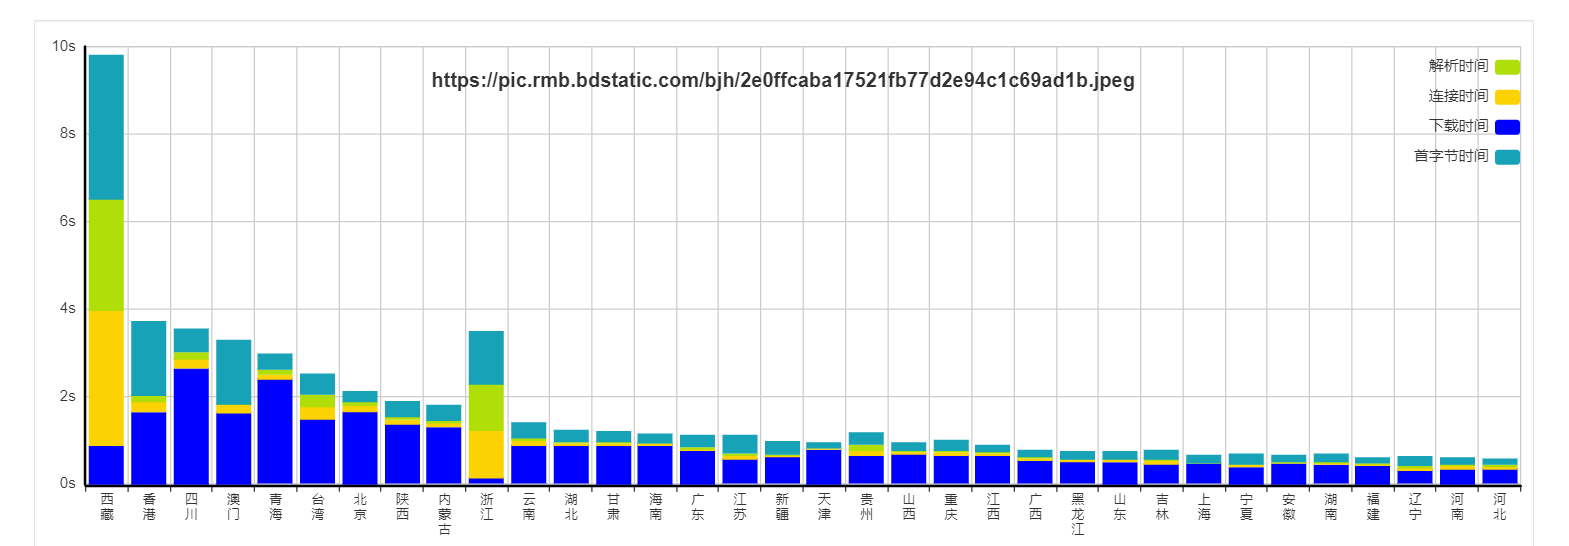 10s
8s
6s
4s
2s
0s
https://pic.rmb.bdstatic.com/bjh/2e0ffcaba17521fb77d2e94c1c69ad1b.jpeg
解析时间
连接时间
下载时间
首字节时间
西藏
香港
四川
澳门
青海
台湾
北京
陕西
内蒙古
浙江
云南
湖北
甘肃
海南
广东
江苏
新疆
天津
贵州
山西
重庆
江西
广西
黑龙江
山东
吉林
上海
宁夏
安徽
湖南
福建
辽宁
河南
河北